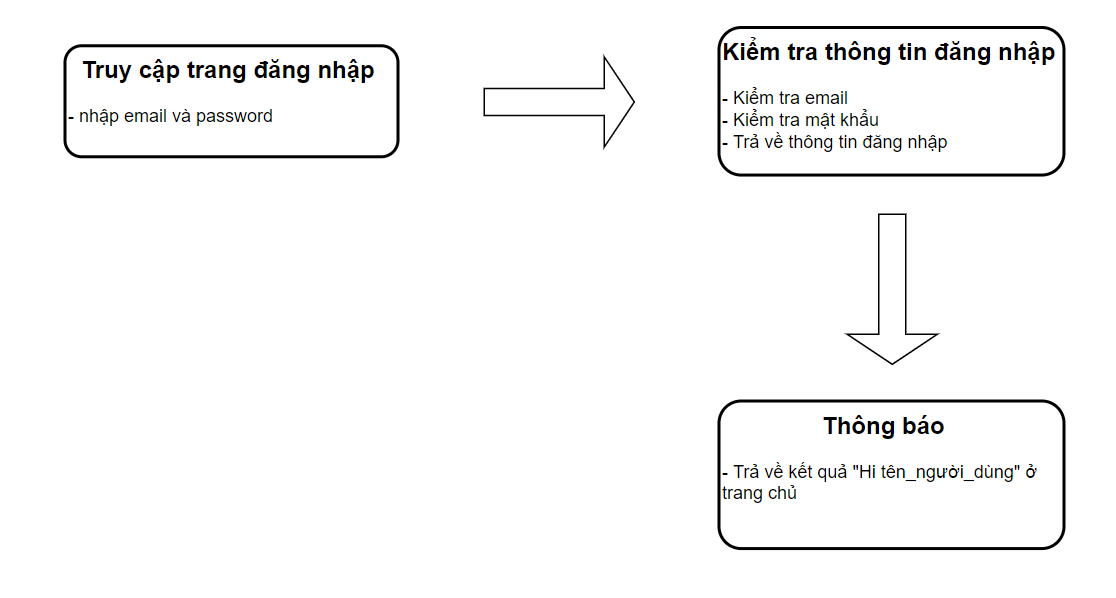 Truy cập trang đăng nhập
- nhập email và password
Kiểm tra thông tin đăng nhập
- Kiểm tra email
- Kiểm tra mật khẩu
- Trả về thông tin đăng nhập
Thông báo
- Trả về kết quả "Hi tên_người_dùng" ở
trang chủ